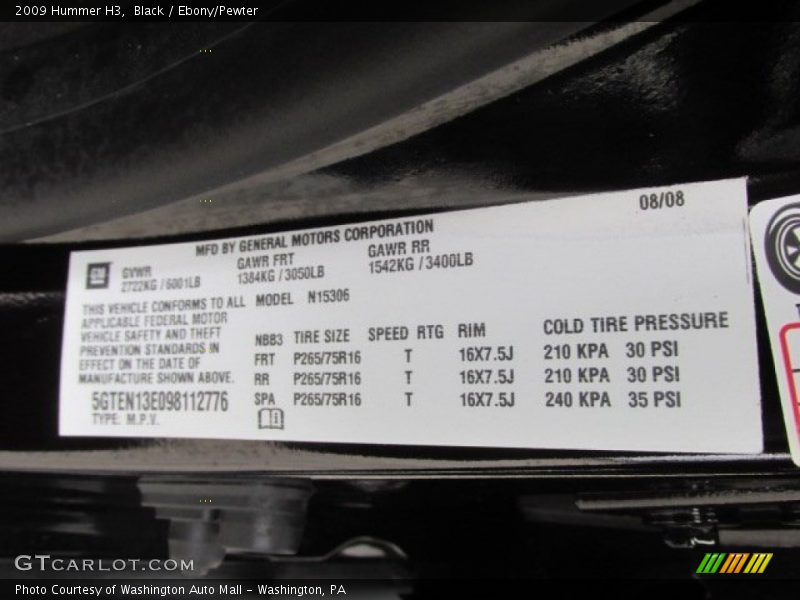 2009 Hummer H3,  Black / Ebony/Pewter
08/08
MFD BY GENERAL MOTORS CORPORATION
GM
GVWR GAWR FRT GAWR RR
2722KG / 6001LB 1384KG / 3050LB 1542KG / 3400LB
THIS VEHICLE CONFORMS TO ALL MODEL N15306
APPLICABLE FEDERAL MOTOR
VEHICLE SAFETY AND THEFT
PREVENTION STANDARDS IN
EFFECT ON THE DATE OF
MANUFACTURE SHOWN ABOVE.
5GTEN13E098112776
TYPE: M.P.V.
NB83 TIRE SIZE SPEED RTG RIM COLD TIRE PRESSURE
FRT P265/75R16 T 16X7.5J 210 KPA 30 PSI
RR P265/75R16 T 16X7.5J 210 KPA 30 PSI
SPA P265/75R16 T 16X7.5J 240 KPA 35 PSI
GTCARLOT.COM
Photo Courtesy of Washington Auto Mall - Washington, PA